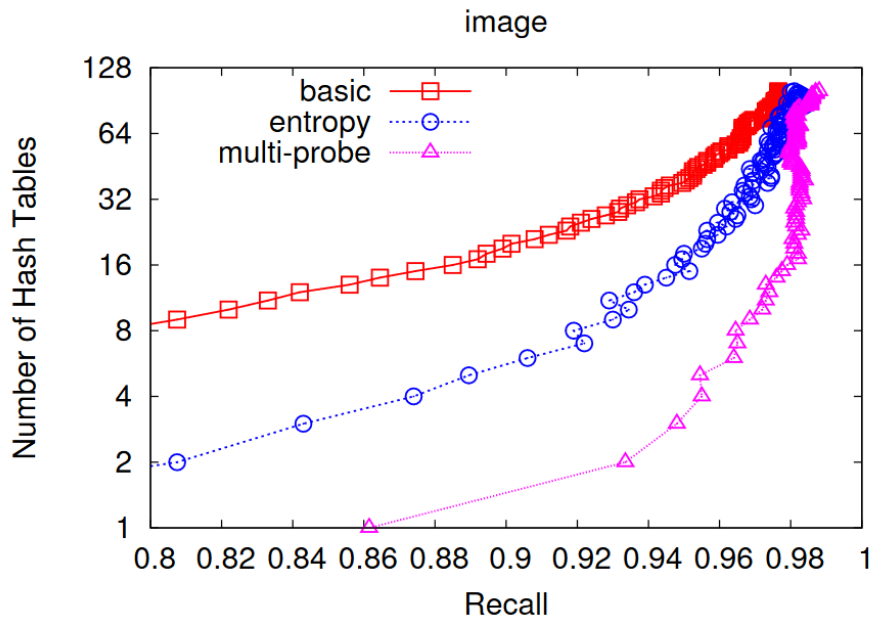 image
128
64
32
16
8
4
2
1
Number of Hash Tables
basic
entropy
multi-probe
0.8 0.82 0.84 0.86 0.88 0.9 0.92 0.94 0.96 0.98 1
Recall